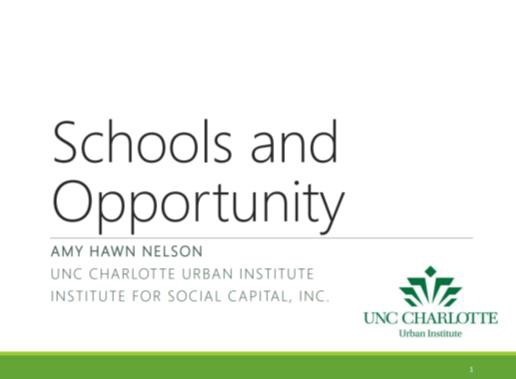 Schools and
Opportunity
AMY HAWN NELSON
UNC CHARLOTTE URBAN INSTITUTE
INSTITUTE FOR SOCIAL CAPITAL, INC.
UNC CHARLOTTE
Urban Institute
1